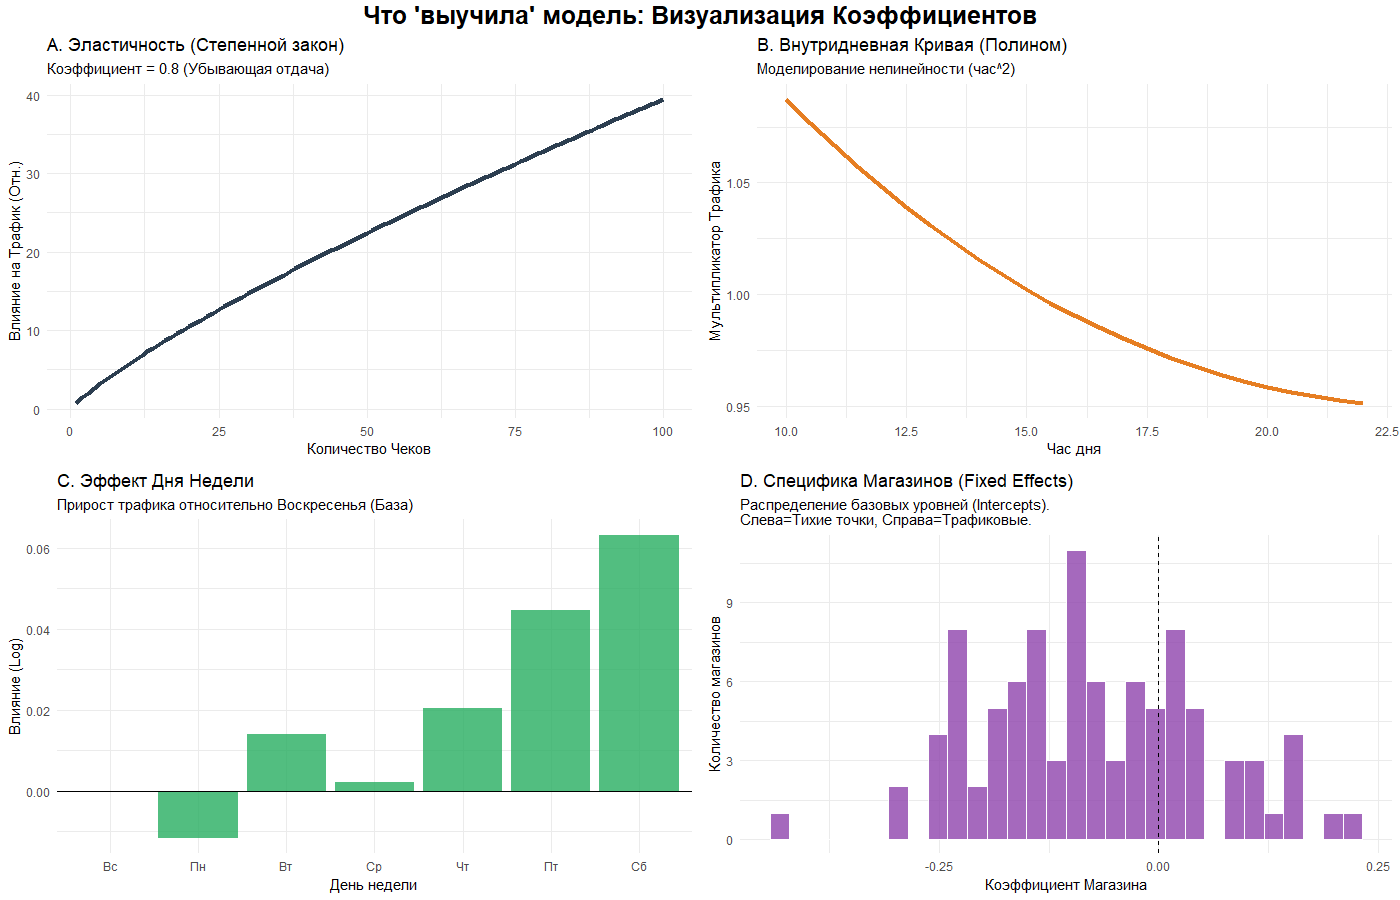 Что 'выучила' модель: Визуализация Коэффициентов
A. Эластичность (Степенной закон)
Коэффициент = 0.8 (Убывающая отдача)
Влияние на Трафик (Отн.)
40
30
20
10
0
0
25
50
75
100
Количество Чеков
B. Внутридневная Кривая (Полином)
Моделирование нелинейности (час^2)
Мультипликатор Трафика
1.05
1.00
0.95
10.0
12.5
15.0
17.5
20.0
22.5
Час дня
C. Эффект Дня Недели
Прирост трафика относительно Воскресенья (База)
Влияние (Log)
0.06
0.04
0.02
0.00
Вс
Пн
Вт
Ср
Чт
Пт
Сб
День недели
D. Специфика Магазинов (Fixed Effects)
Распределение базовых уровней (Intercepts).
Слева=Тихие точки, Справа=Трафиковые.
Количество магазинов
9
6
3
0
-0.25
0.00
0.25
Коэффициент Магазина